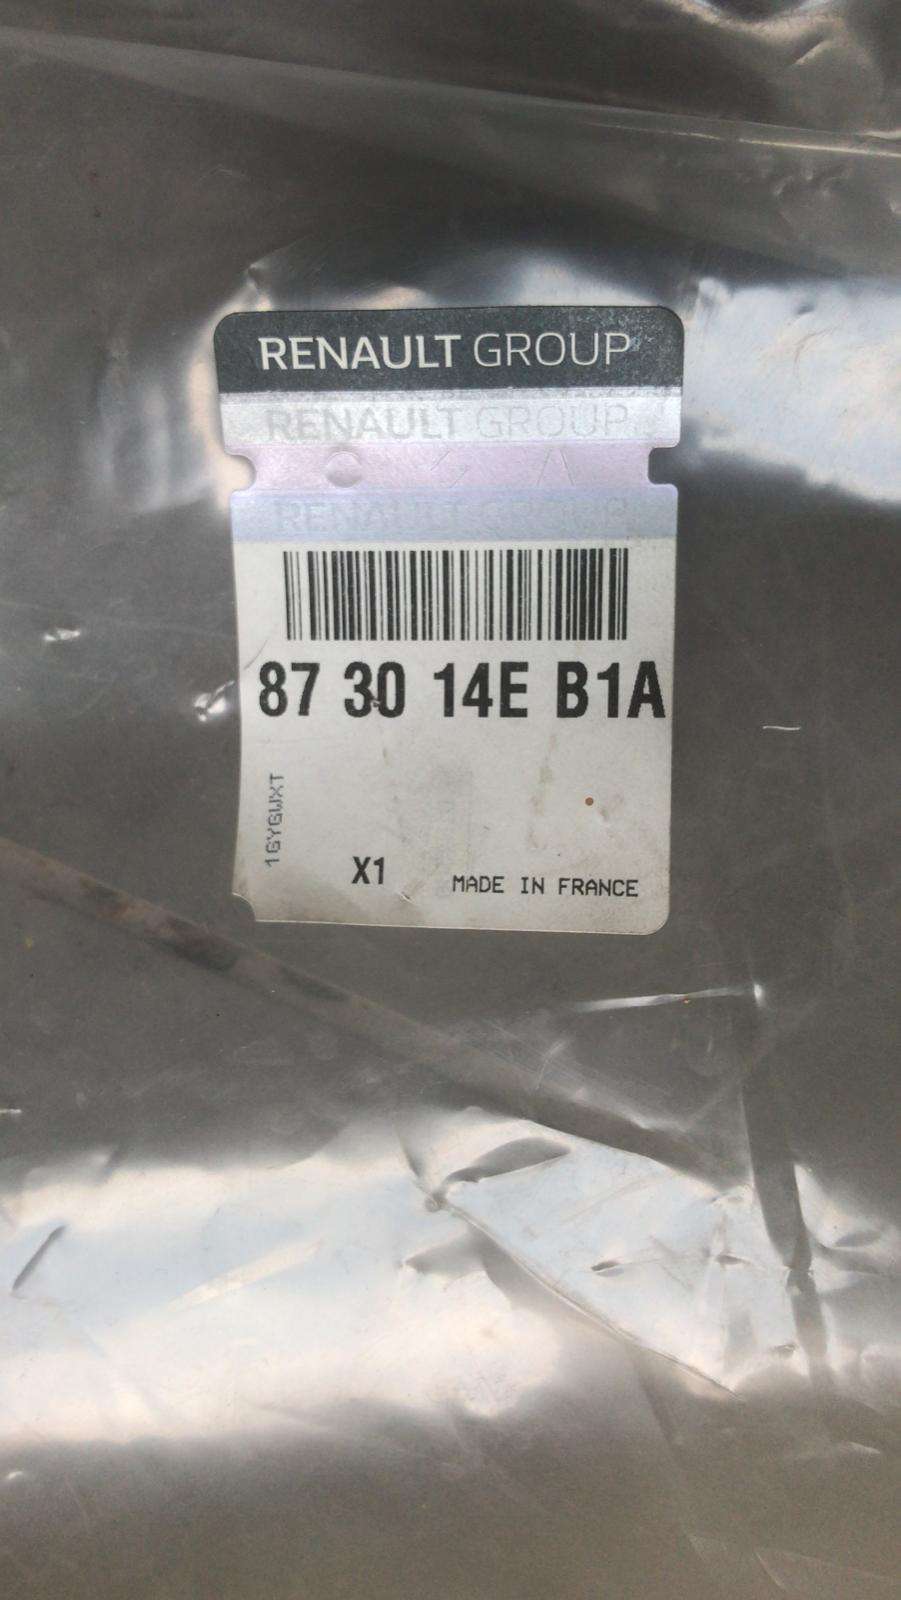 RENAULT GROUP
RENAULT GROUP
RENAULT GROUP
87 30 14E B1A
1GYGWXT
X1
MADE IN FRANCE